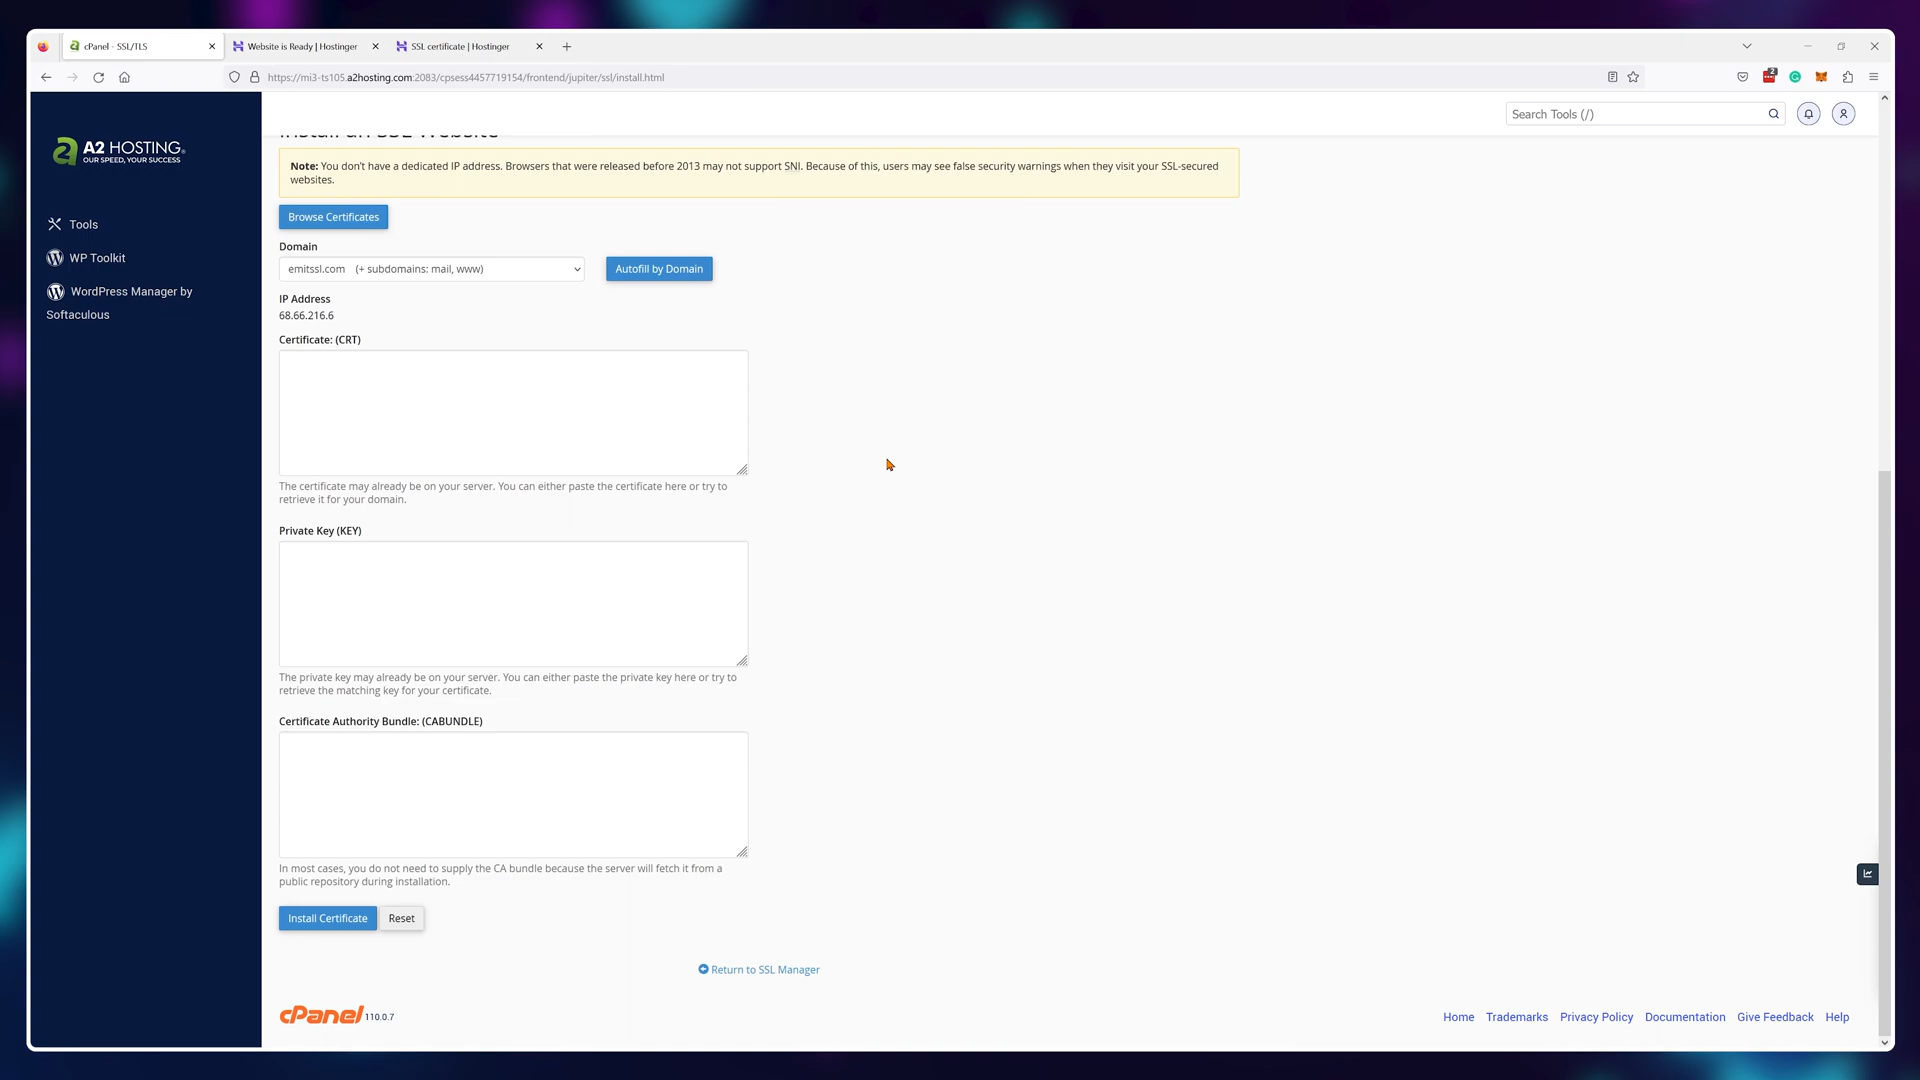 cPanel - SSL/TLS
Website is Ready | Hostinger
SSL certificate | Hostinger
https://mi3-ts105.a2hosting.com:2083/cpsess4457719154/frontend/jupiter/ssl/install.html
2
A2 HOSTING
OUR SPEED, YOUR SUCCESS
Search Tools (/)
Tools
WP Toolkit
WordPress Manager by
Softaculous
Install an SSL Website
Note: You don't have a dedicated IP address. Browsers that were released before 2013 may not support SNI. Because of this, users may see false security warnings when they visit your SSL-secured
websites.
Browse Certificates
Domain
emitssl.com (+ subdomains: mail, www)
Autofill by Domain
IP Address
68.66.216.6
Certificate: (CRT)
The certificate may already be on your server. You can either paste the certificate here or try to
retrieve it for your domain.
Private Key (KEY)
The private key may already be on your server. You can either paste the private key here or try to
retrieve the matching key for your certificate.
Certificate Authority Bundle: (CABUNDLE)
In most cases, you do not need to supply the CA bundle because the server will fetch it from a
public repository during installation.
Install Certificate
Reset
Return to SSL Manager
cPanel 110.0.7
Home
Trademarks
Privacy Policy
Documentation
Give Feedback
Help